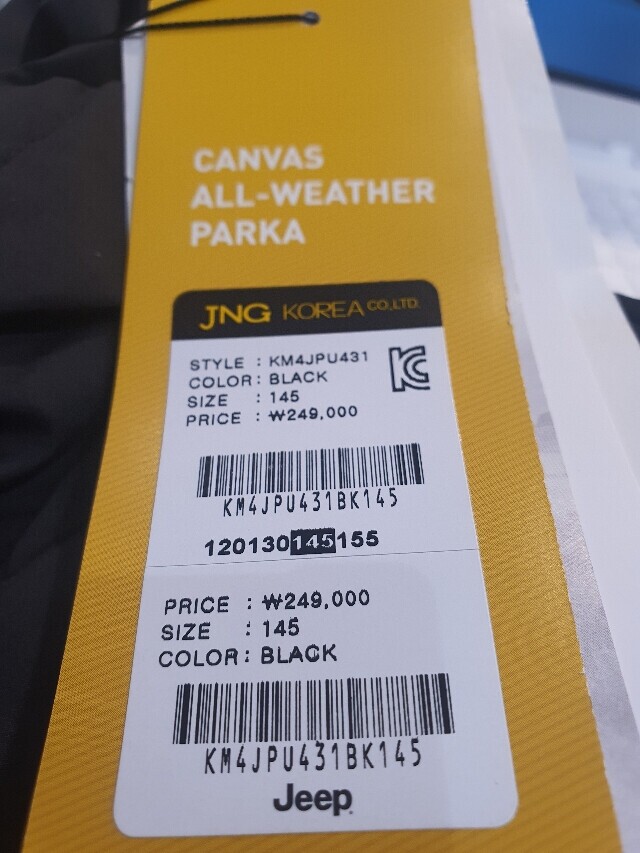 CANVAS
ALL-WEATHER
PARKA
JNG KOREA CO.,LTD.
STYLE : KM4JPU431
COLOR : BLACK
SIZE : 145
PRICE : ₩249,000
KM4JPU431BK145
120130145155
PRICE : ₩249,000
SIZE : 145
COLOR : BLACK
KM4JPU431BK145
Jeep